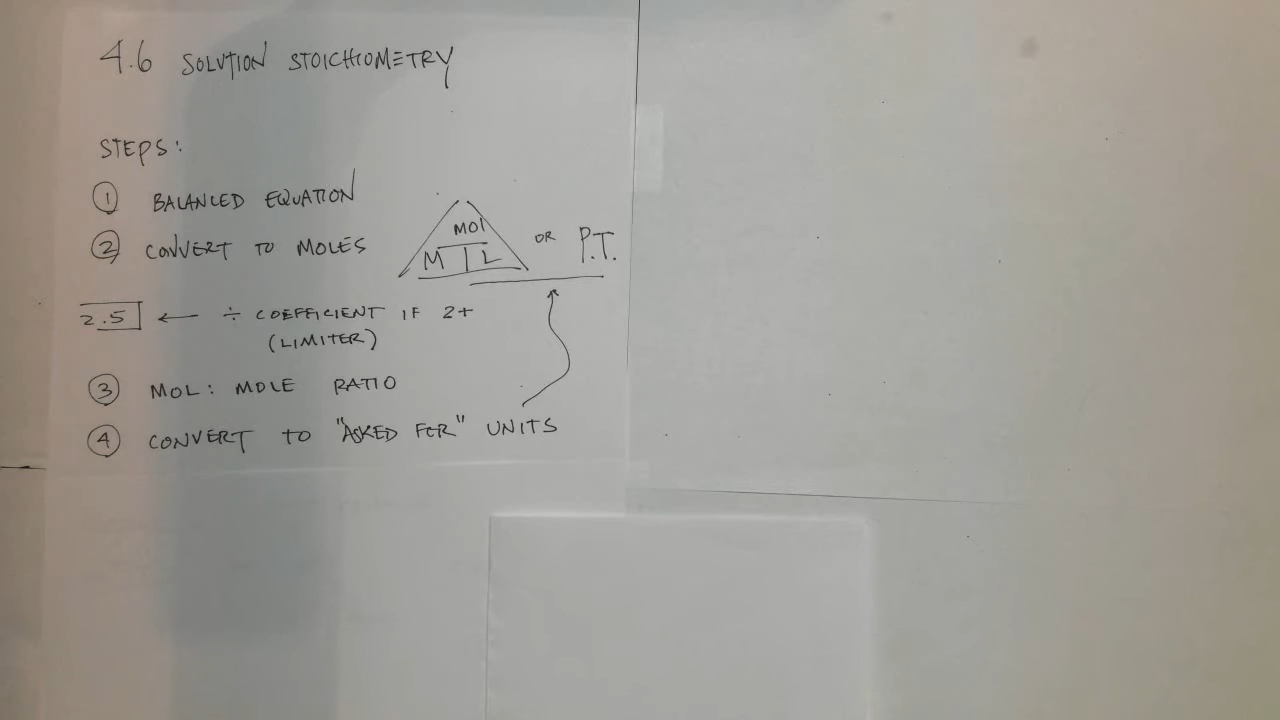 4.6 SOLUTION STOICHIOMETRY
STEPS:
1 BALANCED EQUATION
2 CONVERT TO MOLES
MOl
M L
OR P.T.
2.5 ← ÷ COEFFICIENT IF 2+
(LIMITER)
3 MOL: MOLE RATIO
4 CONVERT TO "ASKED FOR" UNITS